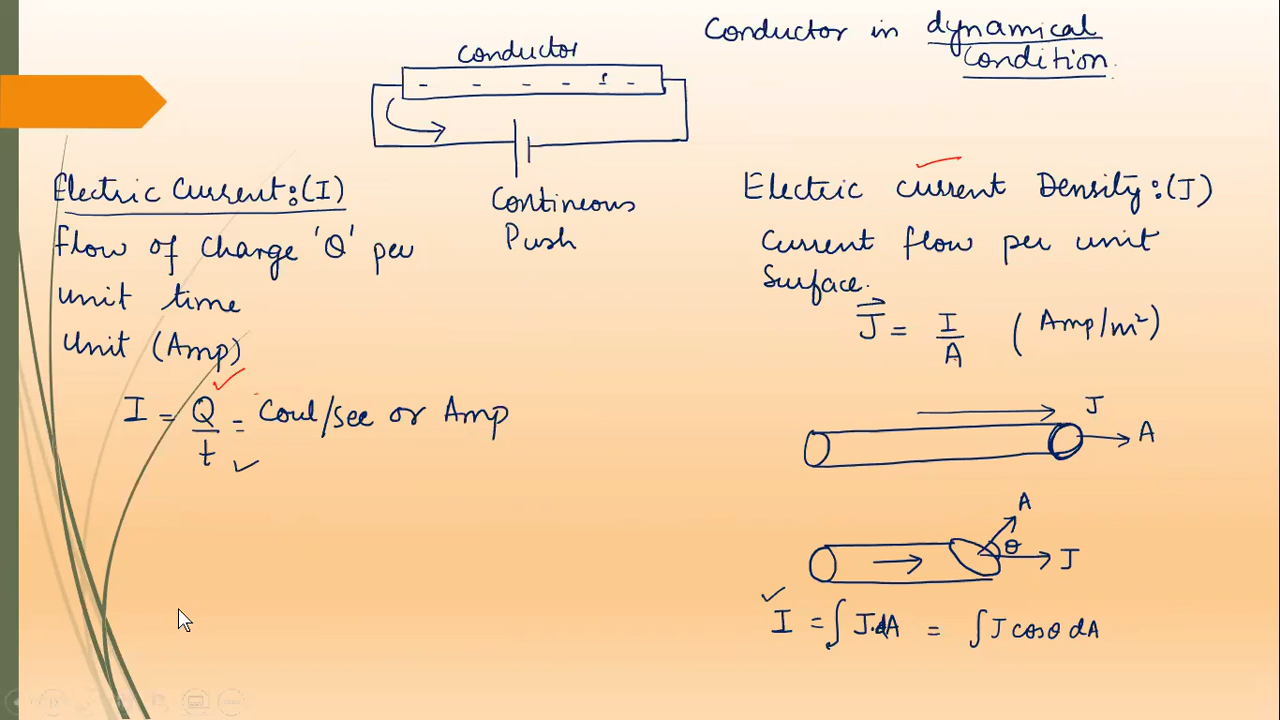 Conductor in dynamical
Condition.
Conductor
- - - - -
Contineous
Push
Electric Current:(I)
flow of charge 'Q' per
unit time
Unit (Amp)
I = Q/t = Coul/sec or Amp
Electric current Density:(J)
Current flow per unit
Surface.
J⃗ = I/A (Amp/m²)
J
A
A
θ
J
I = ∫ J.dA = ∫ J cosθ dA